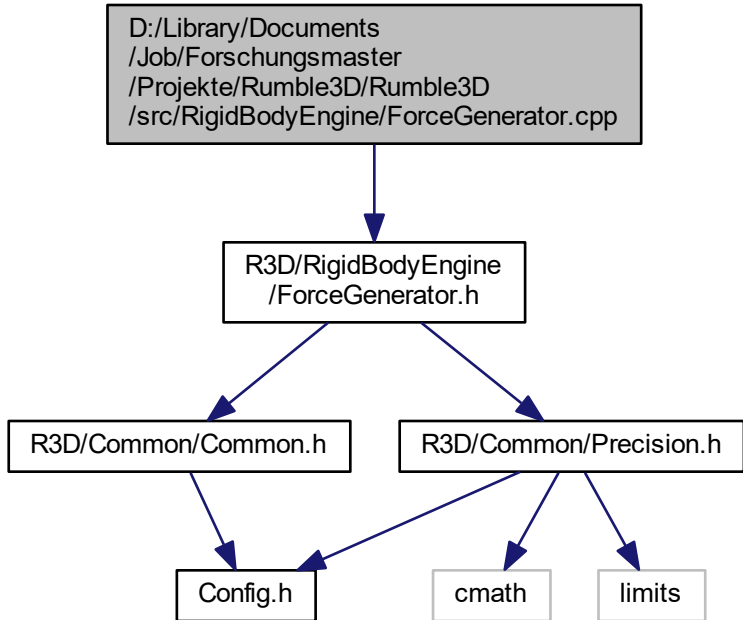 D:/Library/Documents
/Job/Forschungsmaster
/Projekte/Rumble3D/Rumble3D
/src/RigidBodyEngine/ForceGenerator.cpp
R3D/RigidBodyEngine
/ForceGenerator.h
R3D/Common/Common.h
R3D/Common/Precision.h
Config.h
cmath
limits